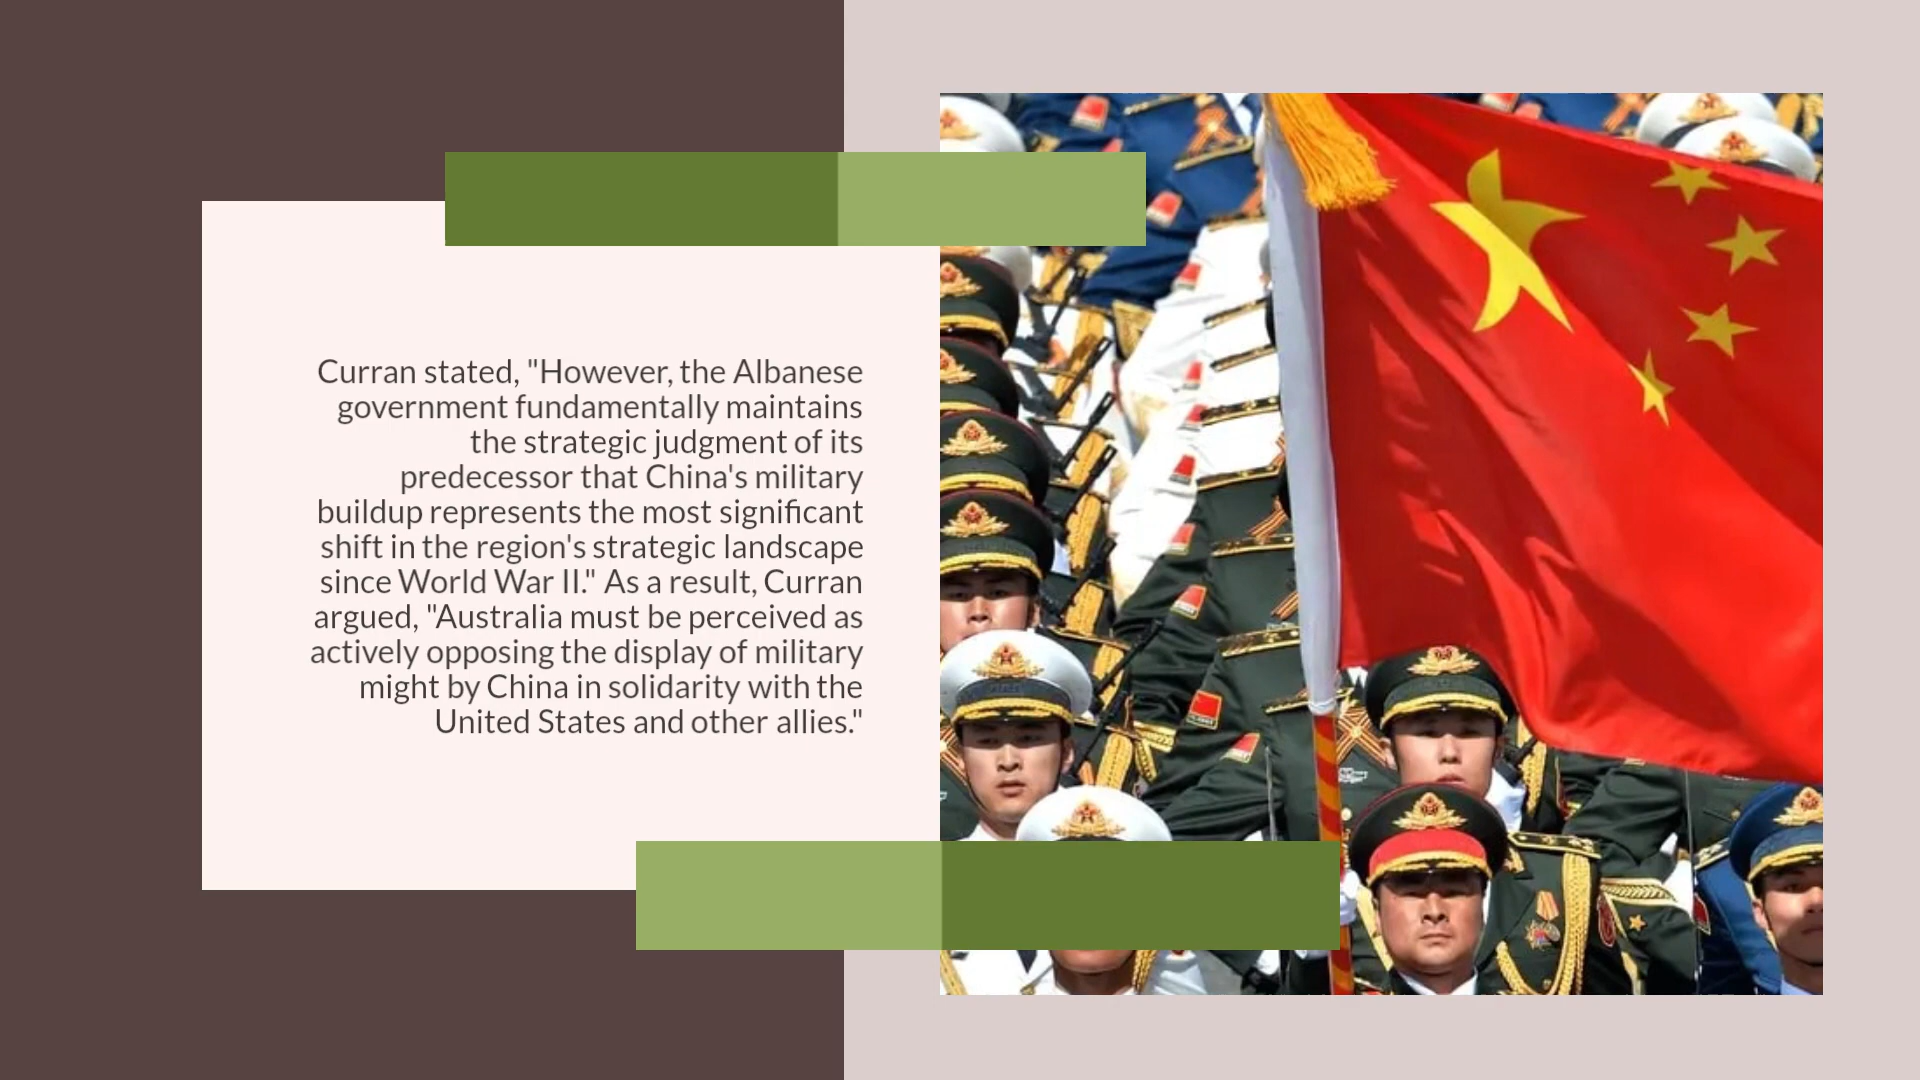 Curran stated, "However, the Albanese
government fundamentally maintains
the strategic judgment of its
predecessor that China's military
buildup represents the most significant
shift in the region's strategic landscape
since World War II." As a result, Curran
argued, "Australia must be perceived as
actively opposing the display of military
might by China in solidarity with the
United States and other allies."